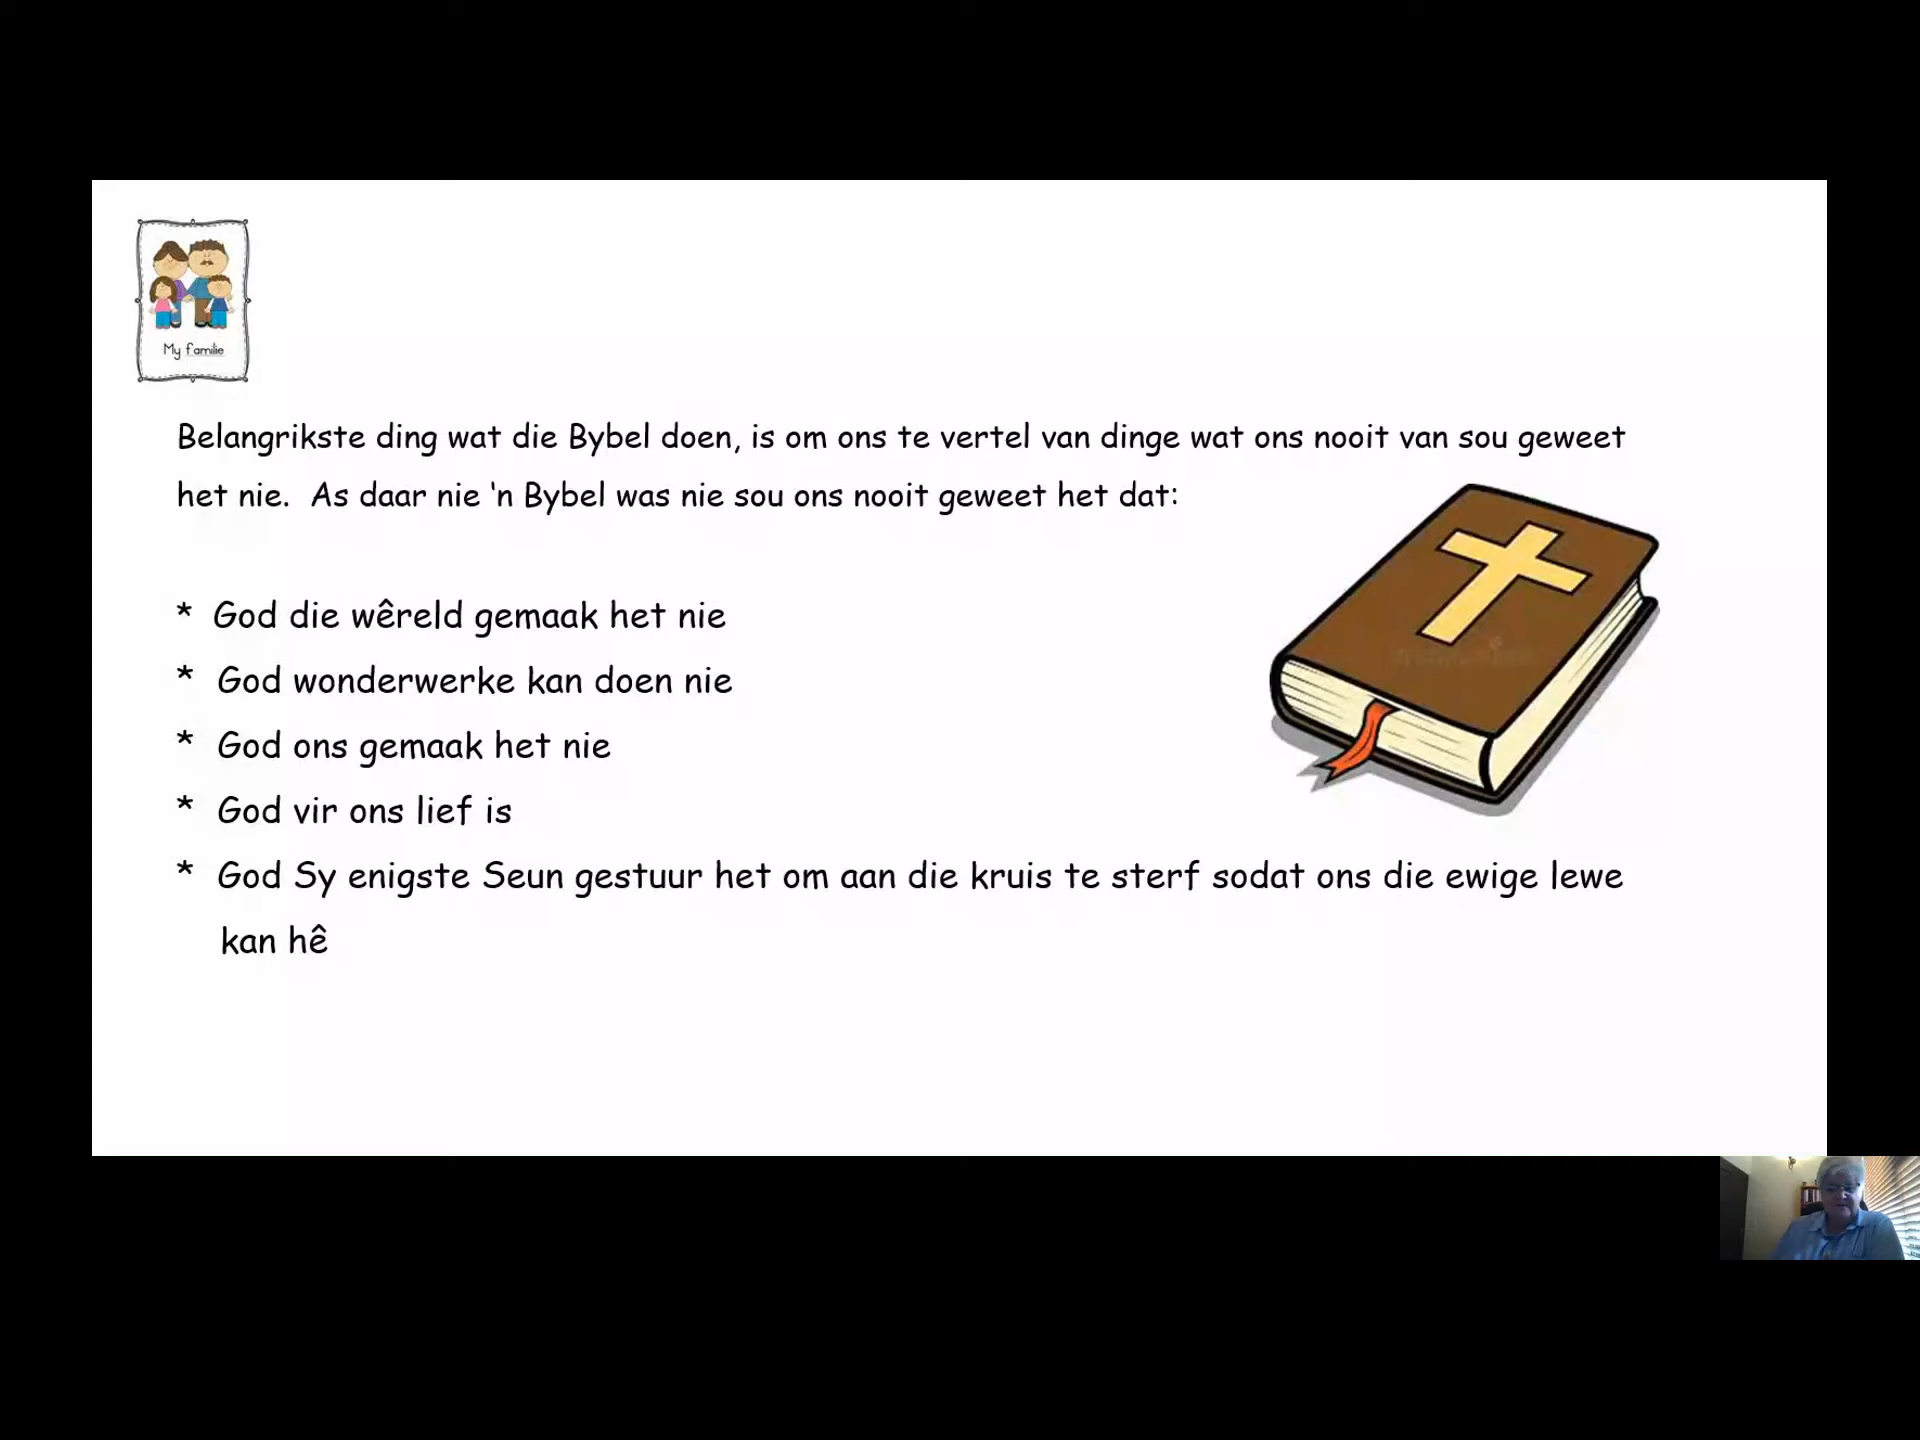 My familie
Belangrikste ding wat die Bybel doen, is om ons te vertel van dinge wat ons nooit van sou geweet
het nie. As daar nie 'n Bybel was nie sou ons nooit geweet het dat:
* God die wêreld gemaak het nie
* God wonderwerke kan doen nie
* God ons gemaak het nie
* God vir ons lief is
* God Sy enigste Seun gestuur het om aan die kruis te sterf sodat ons die ewige lewe
kan hê